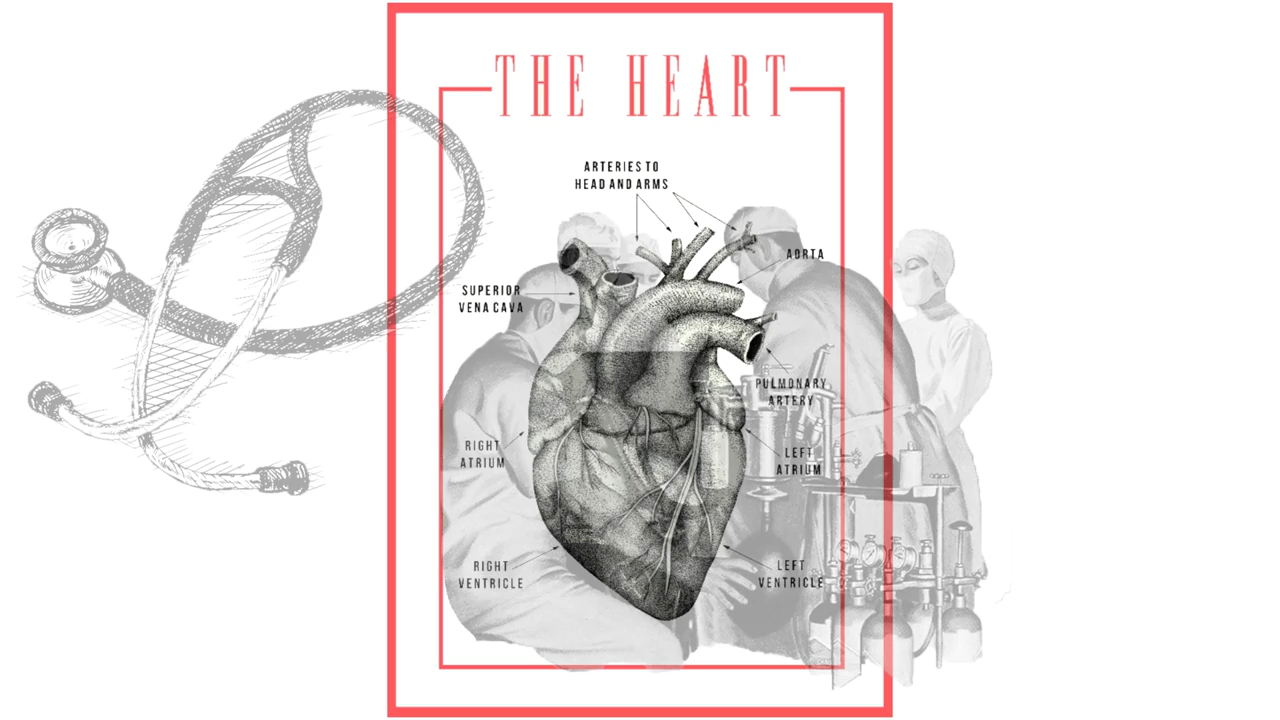 THE HEART
ARTERIES TO
HEAD AND ARMS
AORTA
SUPERIOR
VENA CAVA
PULMONARY
ARTERY
RIGHT
ATRIUM
LEFT
ATRIUM
RIGHT
VENTRICLE
LEFT
VENTRICLE